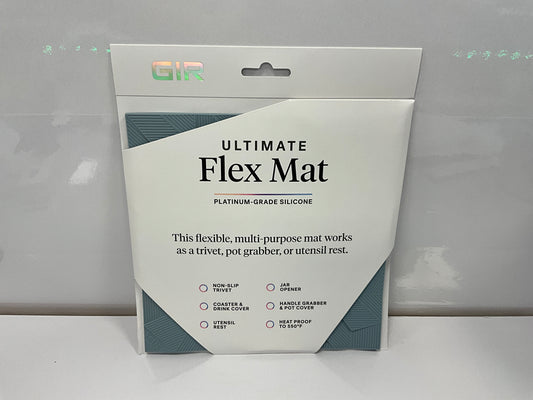 GIR
ULTIMATE
Flex Mat
PLATINUM-GRADE SILICONE
This flexible, multi-purpose mat works
as a trivet, pot grabber, or utensil rest.
NON-SLIP
TRIVET
JAR
OPENER
COASTER &
DRINK COVER
HANDLE GRABBER
& POT COVER
UTENSIL
REST
HEAT PROOF
TO 550°F